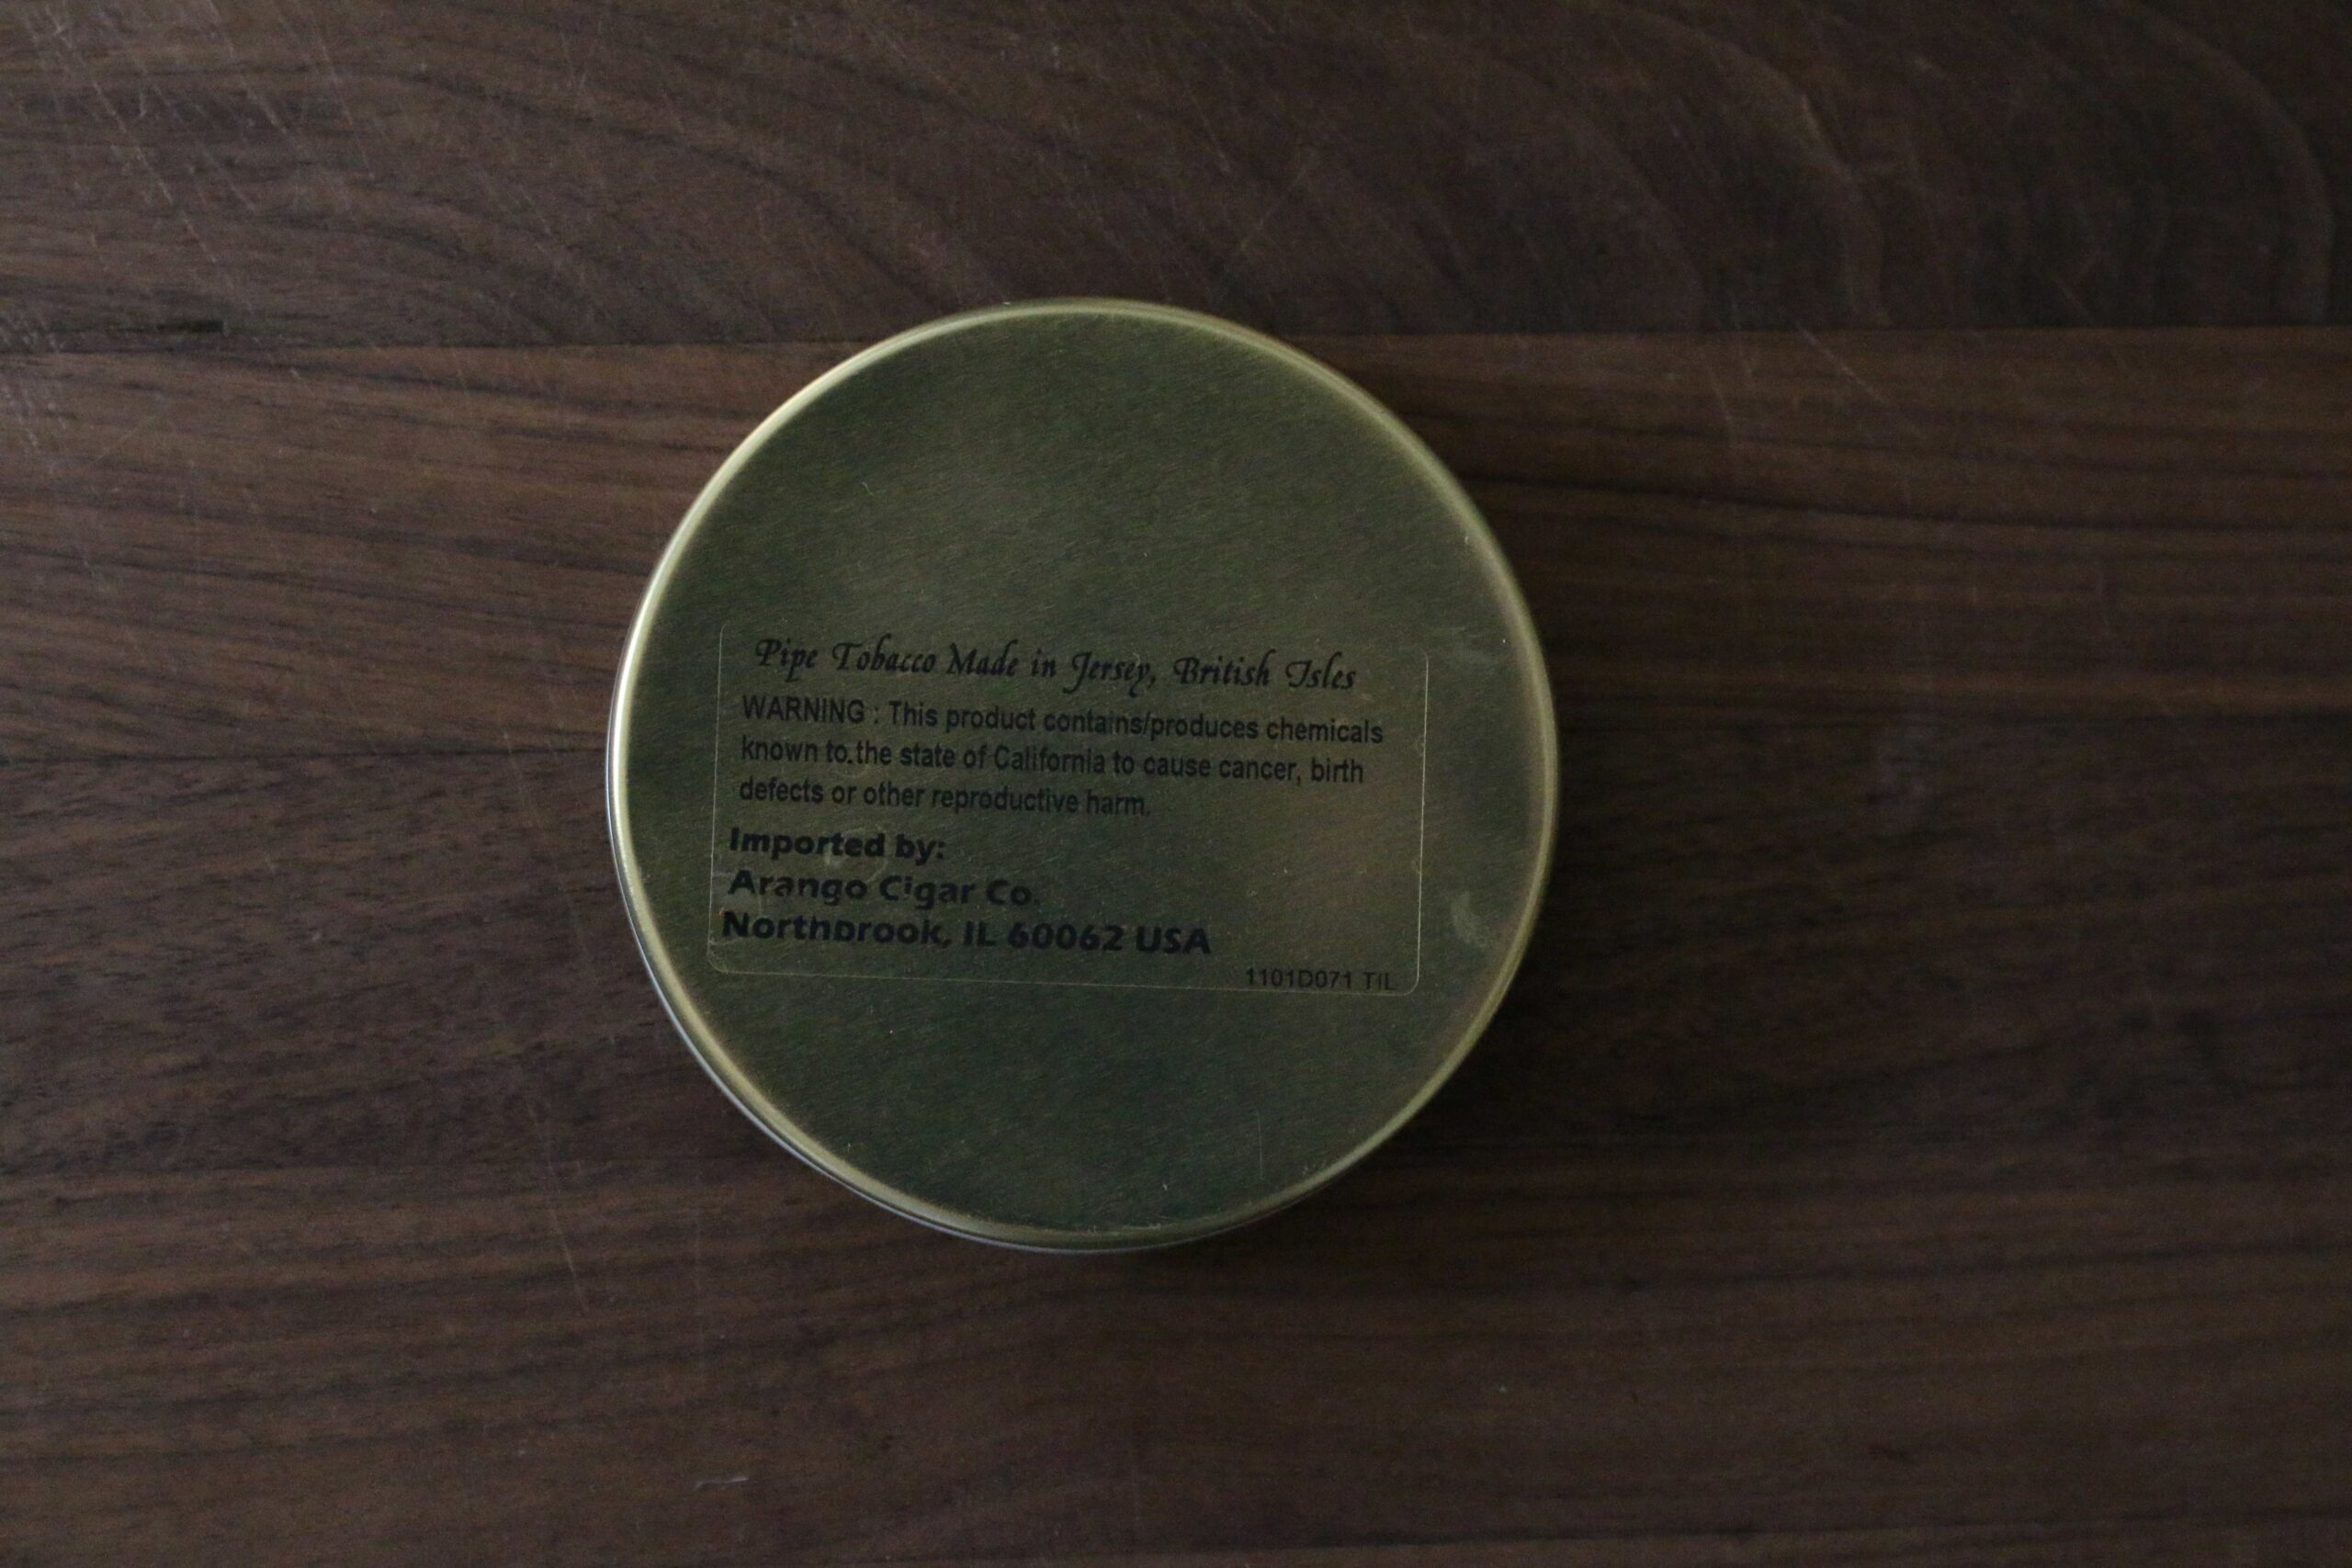 Pipe Tobacco Made in Jersey, British Isles
WARNING : This product contains/produces chemicals
known to the state of California to cause cancer, birth
defects or other reproductive harm.
Imported by:
Arango Cigar Co.
Northbrook, IL 60062 USA
1101D071 TIL